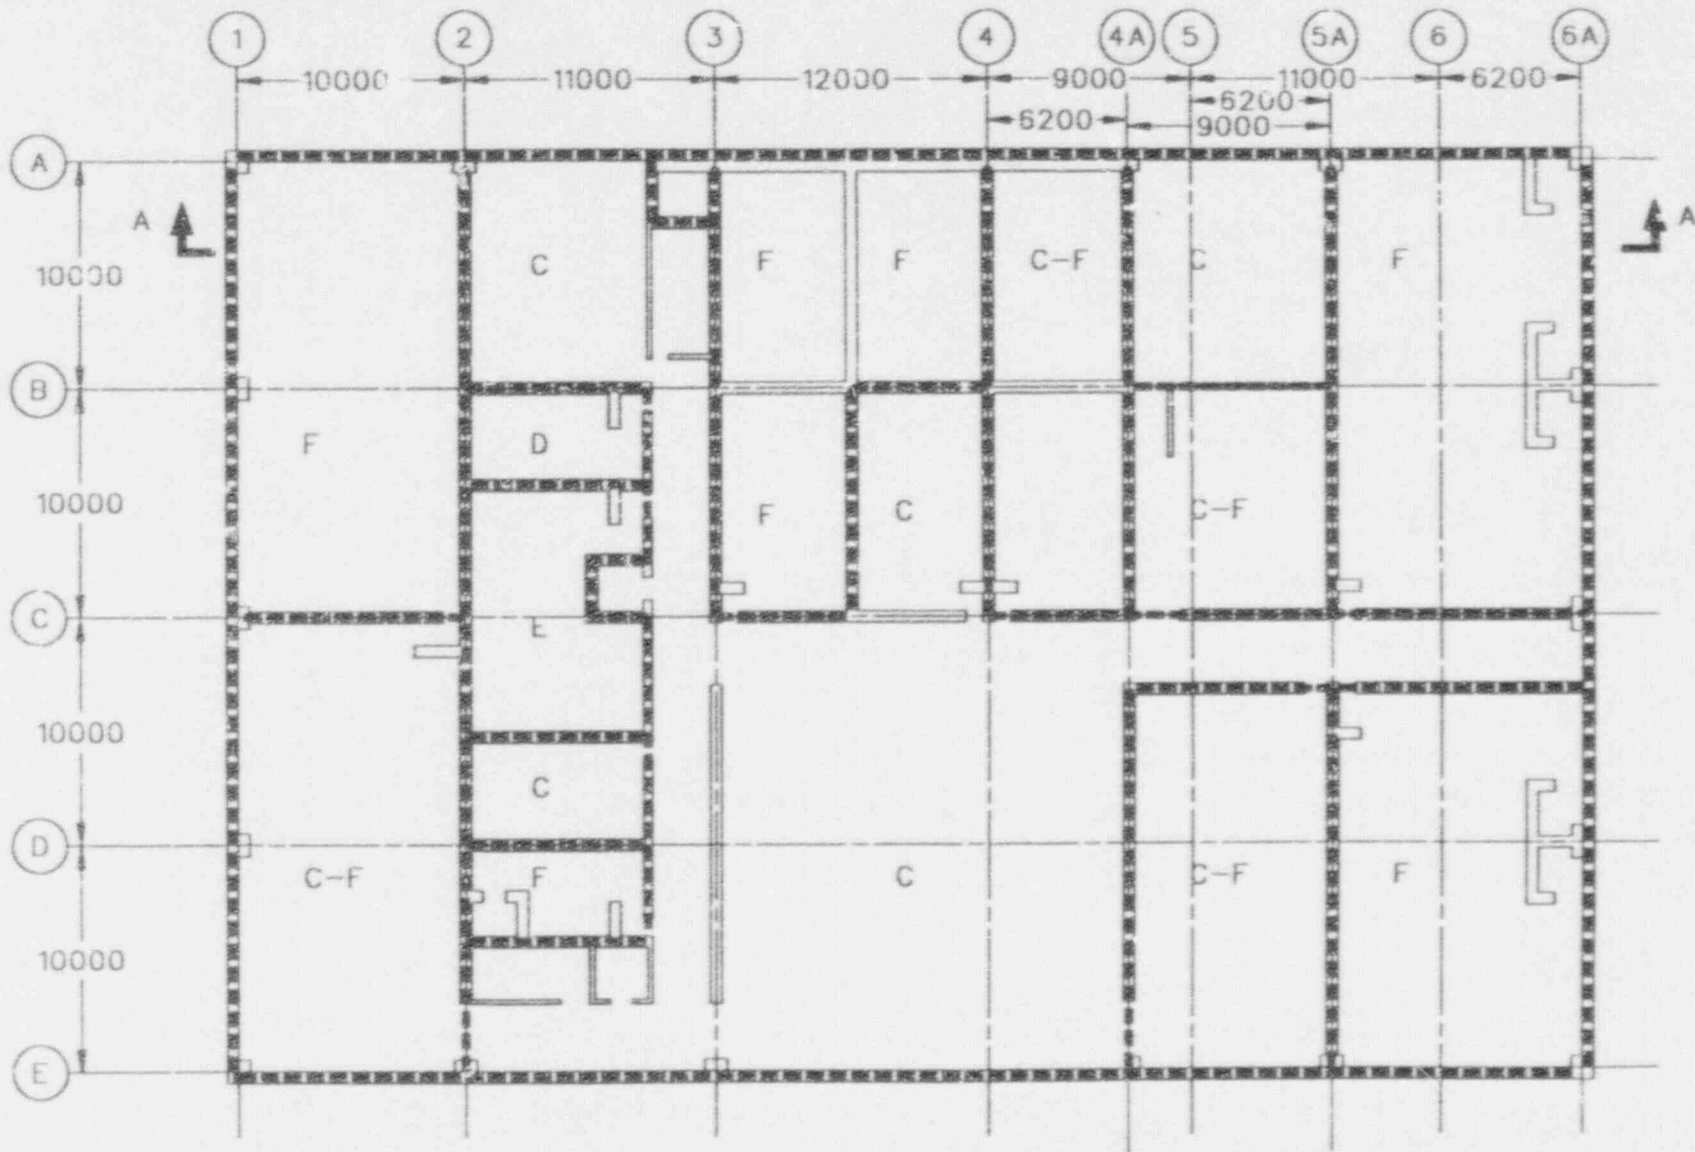 1 2 3 4 4A 5 5A 6 6A
10000 11000 12000 9000 11000 6200
6200
6200 9000
A
A A
10000
C F F C-F C F
B
F D
10000
F C C-F
C
E
10000
C
D
C-F F C C-F F
10000
E